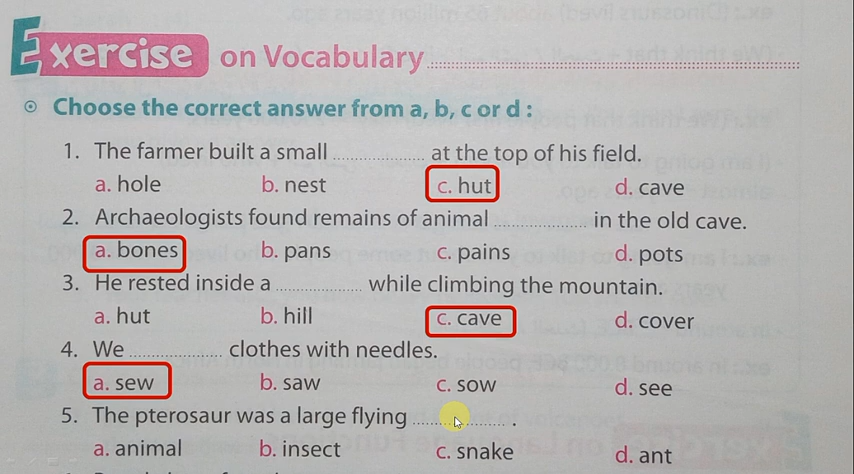 Exercise on Vocabulary
Choose the correct answer from a, b, c or d :
1. The farmer built a small ............ at the top of his field.
a. hole b. nest c. hut d. cave
2. Archaeologists found remains of animal ............ in the old cave.
a. bones b. pans c. pains d. pots
3. He rested inside a ............ while climbing the mountain.
a. hut b. hill c. cave d. cover
4. We ............ clothes with needles.
a. sew b. saw c. sow d. see
5. The pterosaur was a large flying ............ .
a. animal b. insect c. snake d. ant